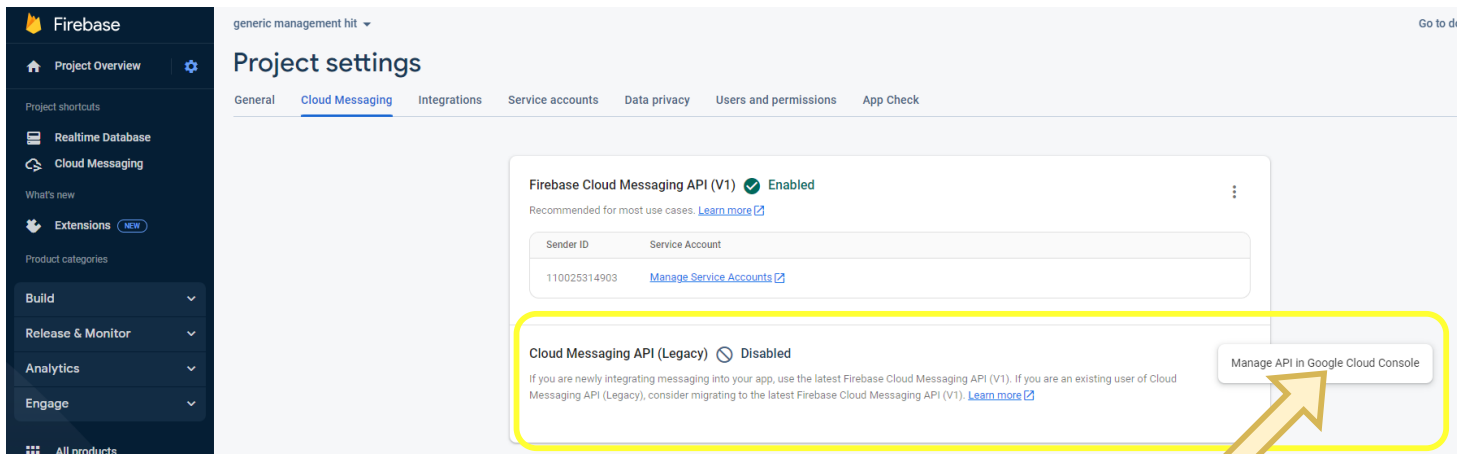 Firebase
generic management hit
Go to de
Project Overview
Project settings
Project shortcuts
General Cloud Messaging Integrations Service accounts Data privacy Users and permissions App Check
Realtime Database
Cloud Messaging
What's new
Extensions NEW
Product categories
Build
Release & Monitor
Analytics
Engage
All products
Firebase Cloud Messaging API (V1) Enabled
Recommended for most use cases. Learn more
Sender ID Service Account
110025314903 Manage Service Accounts
Cloud Messaging API (Legacy) Disabled
If you are newly integrating messaging into your app, use the latest Firebase Cloud Messaging API (V1). If you are an existing user of Cloud
Messaging API (Legacy), consider migrating to the latest Firebase Cloud Messaging API (V1). Learn more
Manage API in Google Cloud Console